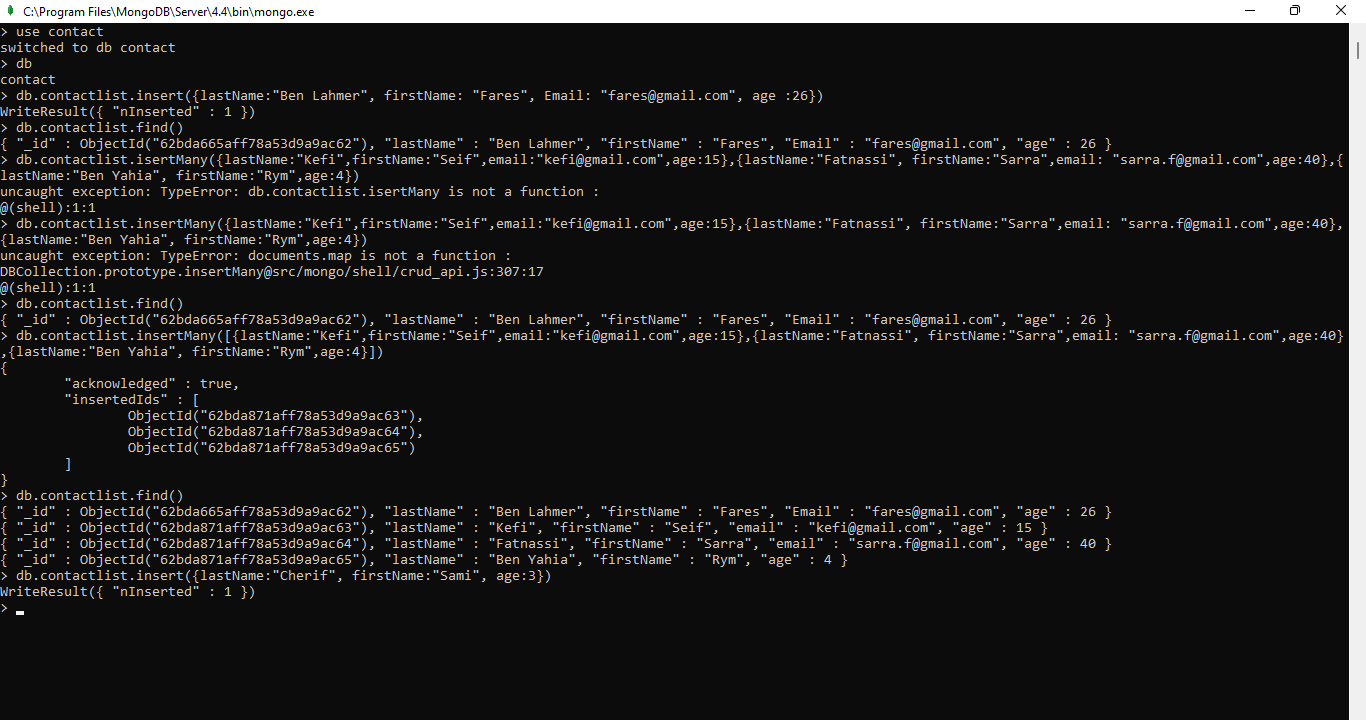 C:\Program Files\MongoDB\Server\4.4\bin\mongo.exe
> use contact
switched to db contact
> db
contact
> db.contactlist.insert({lastName:"Ben Lahmer", firstName: "Fares", Email: "fares@gmail.com", age :26})
WriteResult({ "nInserted" : 1 })
> db.contactlist.find()
{ "_id" : ObjectId("62bda665aff78a53d9a9ac62"), "lastName" : "Ben Lahmer", "firstName" : "Fares", "Email" : "fares@gmail.com", "age" : 26 }
> db.contactlist.isertMany({lastName:"Kefi",firstName:"Seif",email:"kefi@gmail.com",age:15},{lastName:"Fatnassi", firstName:"Sarra",email: "sarra.f@gmail.com",age:40},{
lastName:"Ben Yahia", firstName:"Rym",age:4})
uncaught exception: TypeError: db.contactlist.isertMany is not a function :
@(shell):1:1
> db.contactlist.insertMany({lastName:"Kefi",firstName:"Seif",email:"kefi@gmail.com",age:15},{lastName:"Fatnassi", firstName:"Sarra",email: "sarra.f@gmail.com",age:40},
{lastName:"Ben Yahia", firstName:"Rym",age:4})
uncaught exception: TypeError: documents.map is not a function :
DBCollection.prototype.insertMany@src/mongo/shell/crud_api.js:307:17
@(shell):1:1
> db.contactlist.find()
{ "_id" : ObjectId("62bda665aff78a53d9a9ac62"), "lastName" : "Ben Lahmer", "firstName" : "Fares", "Email" : "fares@gmail.com", "age" : 26 }
> db.contactlist.insertMany([{lastName:"Kefi",firstName:"Seif",email:"kefi@gmail.com",age:15},{lastName:"Fatnassi", firstName:"Sarra",email: "sarra.f@gmail.com",age:40}
,{lastName:"Ben Yahia", firstName:"Rym",age:4}])
{
        "acknowledged" : true,
        "insertedIds" : [
                ObjectId("62bda871aff78a53d9a9ac63"),
                ObjectId("62bda871aff78a53d9a9ac64"),
                ObjectId("62bda871aff78a53d9a9ac65")
        ]
}
> db.contactlist.find()
{ "_id" : ObjectId("62bda665aff78a53d9a9ac62"), "lastName" : "Ben Lahmer", "firstName" : "Fares", "Email" : "fares@gmail.com", "age" : 26 }
{ "_id" : ObjectId("62bda871aff78a53d9a9ac63"), "lastName" : "Kefi", "firstName" : "Seif", "email" : "kefi@gmail.com", "age" : 15 }
{ "_id" : ObjectId("62bda871aff78a53d9a9ac64"), "lastName" : "Fatnassi", "firstName" : "Sarra", "email" : "sarra.f@gmail.com", "age" : 40 }
{ "_id" : ObjectId("62bda871aff78a53d9a9ac65"), "lastName" : "Ben Yahia", "firstName" : "Rym", "age" : 4 }
> db.contactlist.insert({lastName:"Cherif", firstName:"Sami", age:3})
WriteResult({ "nInserted" : 1 })
>